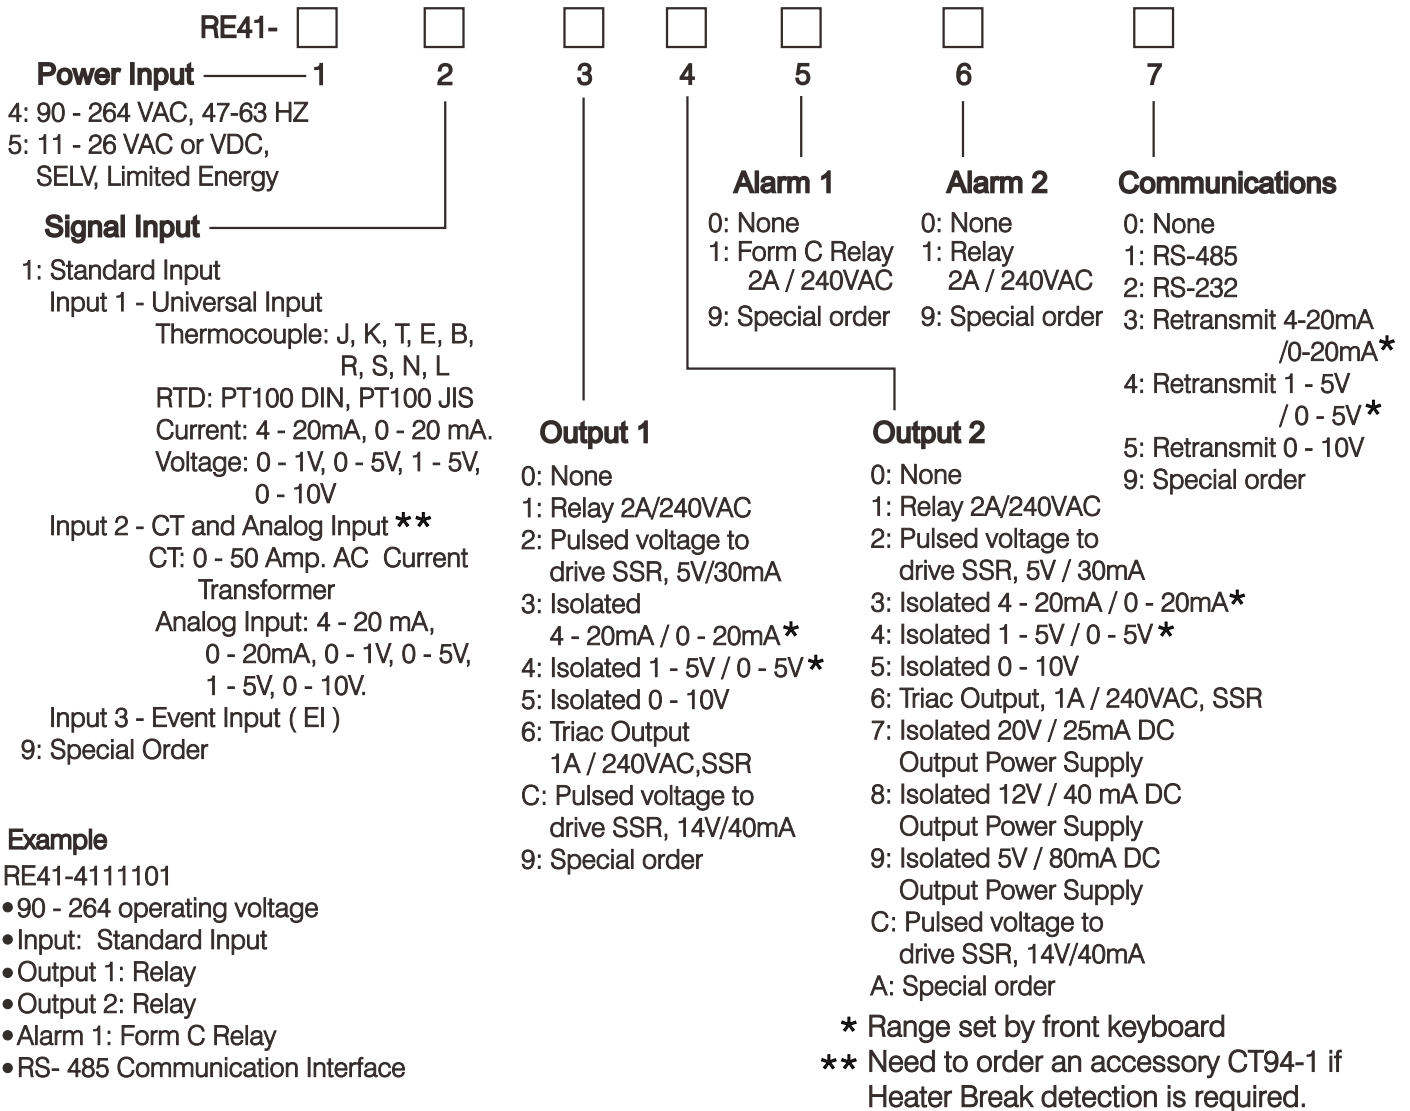 RE41-
Power Input 1 2 3 4 5 6 7
4: 90 - 264 VAC, 47-63 HZ
5: 11 - 26 VAC or VDC,
SELV, Limited Energy
Signal Input
1: Standard Input
Input 1 - Universal Input
Thermocouple: J, K, T, E, B,
R, S, N, L
RTD: PT100 DIN, PT100 JIS
Current: 4 - 20mA, 0 - 20 mA.
Voltage: 0 - 1V, 0 - 5V, 1 - 5V,
0 - 10V
Input 2 - CT and Analog Input **
CT: 0 - 50 Amp. AC Current
Transformer
Analog Input: 4 - 20 mA,
0 - 20mA, 0 - 1V, 0 - 5V,
1 - 5V, 0 - 10V.
Input 3 - Event Input ( EI )
9: Special Order
Output 1
0: None
1: Relay 2A/240VAC
2: Pulsed voltage to
drive SSR, 5V/30mA
3: Isolated
4 - 20mA / 0 - 20mA*
4: Isolated 1 - 5V / 0 - 5V*
5: Isolated 0 - 10V
6: Triac Output
1A / 240VAC,SSR
C: Pulsed voltage to
drive SSR, 14V/40mA
9: Special order
Output 2
0: None
1: Relay 2A/240VAC
2: Pulsed voltage to
drive SSR, 5V / 30mA
3: Isolated 4 - 20mA / 0 - 20mA*
4: Isolated 1 - 5V / 0 - 5V*
5: Isolated 0 - 10V
6: Triac Output, 1A / 240VAC, SSR
7: Isolated 20V / 25mA DC
Output Power Supply
8: Isolated 12V / 40 mA DC
Output Power Supply
9: Isolated 5V / 80mA DC
Output Power Supply
C: Pulsed voltage to
drive SSR, 14V/40mA
A: Special order
Alarm 1
0: None
1: Form C Relay
2A / 240VAC
9: Special order
Alarm 2
0: None
1: Relay
2A / 240VAC
9: Special order
Communications
0: None
1: RS-485
2: RS-232
3: Retransmit 4-20mA
/0-20mA*
4: Retransmit 1 - 5V
/ 0 - 5V*
5: Retransmit 0 - 10V
9: Special order
Example
RE41-4111101
•90 - 264 operating voltage
•Input: Standard Input
•Output 1: Relay
•Output 2: Relay
•Alarm 1: Form C Relay
•RS- 485 Communication Interface
* Range set by front keyboard
** Need to order an accessory CT94-1 if
Heater Break detection is required.